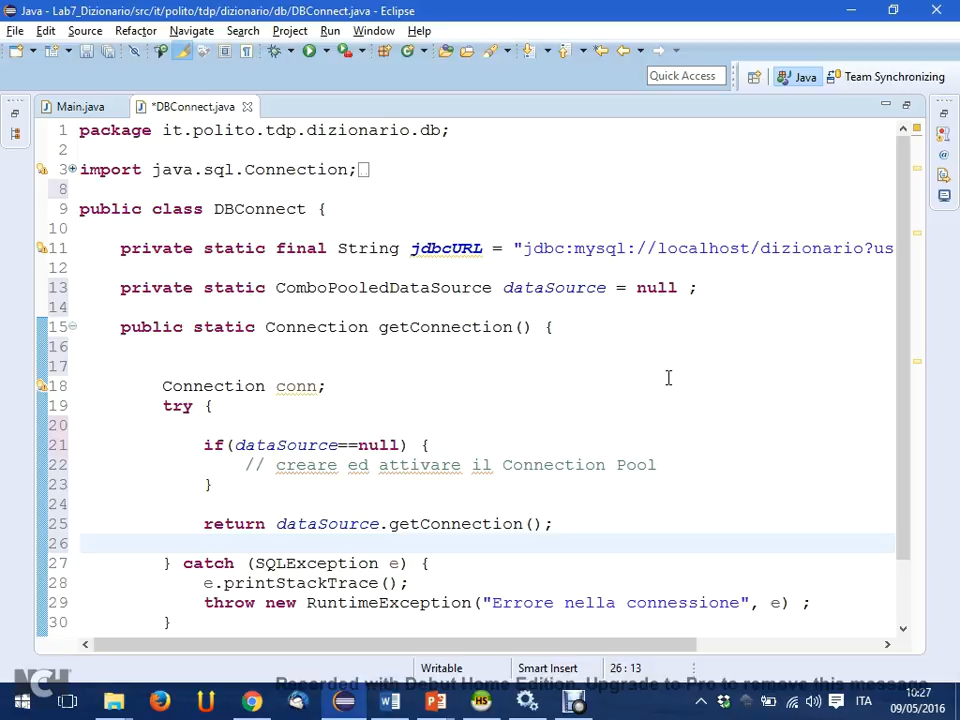 Java - Lab7_Dizionario/src/it/polito/tdp/dizionario/db/DBConnect.java - Eclipse
File Edit Source Refactor Navigate Search Project Run Window Help
Quick Access Java Team Synchronizing
Main.java *DBConnect.java
1 package it.polito.tdp.dizionario.db;
2
3 import java.sql.Connection;
8
9 public class DBConnect {
10
11 private static final String jdbcURL = "jdbc:mysql://localhost/dizionario?us
12
13 private static ComboPooledDataSource dataSource = null ;
14
15 public static Connection getConnection() {
16
17
18 Connection conn;
19 try {
20
21 if(dataSource==null) {
22 // creare ed attivare il Connection Pool
23 }
24
25 return dataSource.getConnection();
26
27 } catch (SQLException e) {
28 e.printStackTrace();
29 throw new RuntimeException("Errore nella connessione", e) ;
30 }
Writable Smart Insert 26 : 13
NCH Recorded with Debut Home Edition. Upgrade to Pro to remove this message
ITA 10:27
09/05/2016